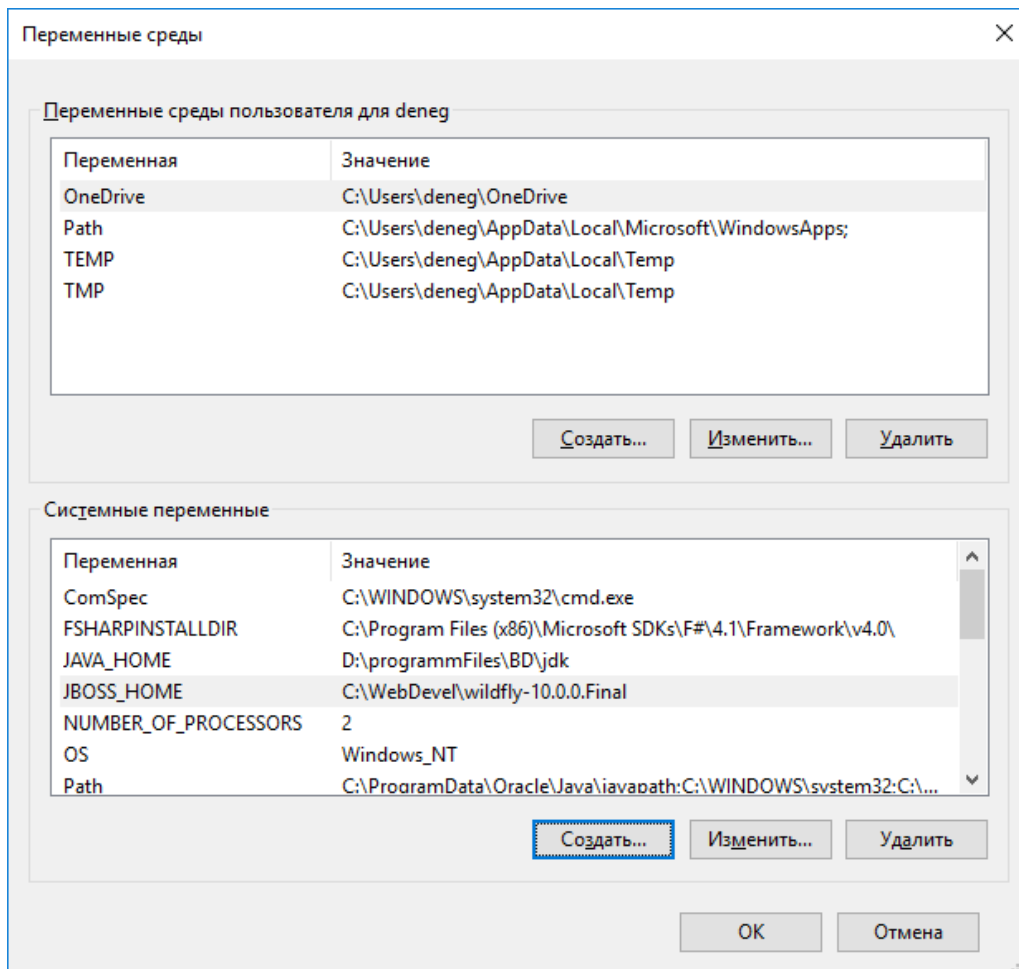 Переменные среды
Переменные среды пользователя для deneg
Переменная Значение
OneDrive C:\Users\deneg\OneDrive
Path C:\Users\deneg\AppData\Local\Microsoft\WindowsApps;
TEMP C:\Users\deneg\AppData\Local\Temp
TMP C:\Users\deneg\AppData\Local\Temp
Создать... Изменить... Удалить
Системные переменные
Переменная Значение
ComSpec C:\WINDOWS\system32\cmd.exe
FSHARPINSTALLDIR C:\Program Files (x86)\Microsoft SDKs\F#\4.1\Framework\v4.0\
JAVA_HOME D:\programmFiles\BD\jdk
JBOSS_HOME C:\WebDevel\wildfly-10.0.0.Final
NUMBER_OF_PROCESSORS 2
OS Windows_NT
Path C:\ProgramData\Oracle\Java\javapath;C:\WINDOWS\system32;C:\...
Создать... Изменить... Удалить
ОК Отмена